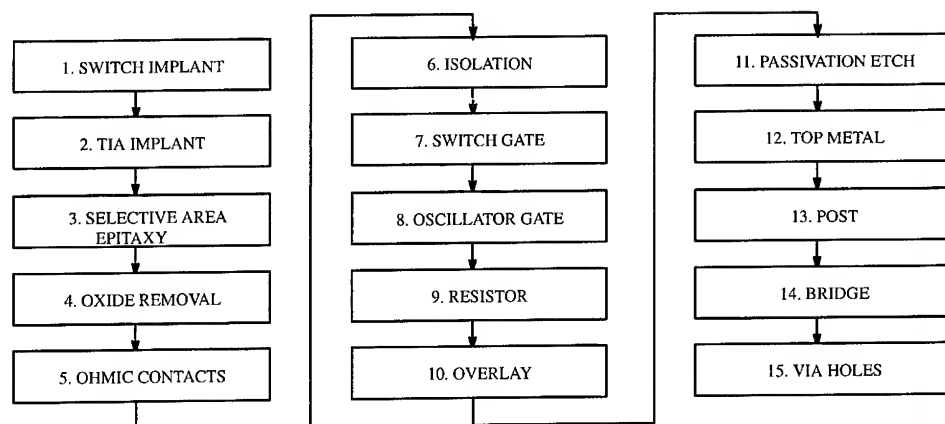 1. SWITCH IMPLANT
2. TIA IMPLANT
3. SELECTIVE AREA
EPITAXY
4. OXIDE REMOVAL
5. OHMIC CONTACTS
6. ISOLATION
7. SWITCH GATE
8. OSCILLATOR GATE
9. RESISTOR
10. OVERLAY
11. PASSIVATION ETCH
12. TOP METAL
13. POST
14. BRIDGE
15. VIA HOLES